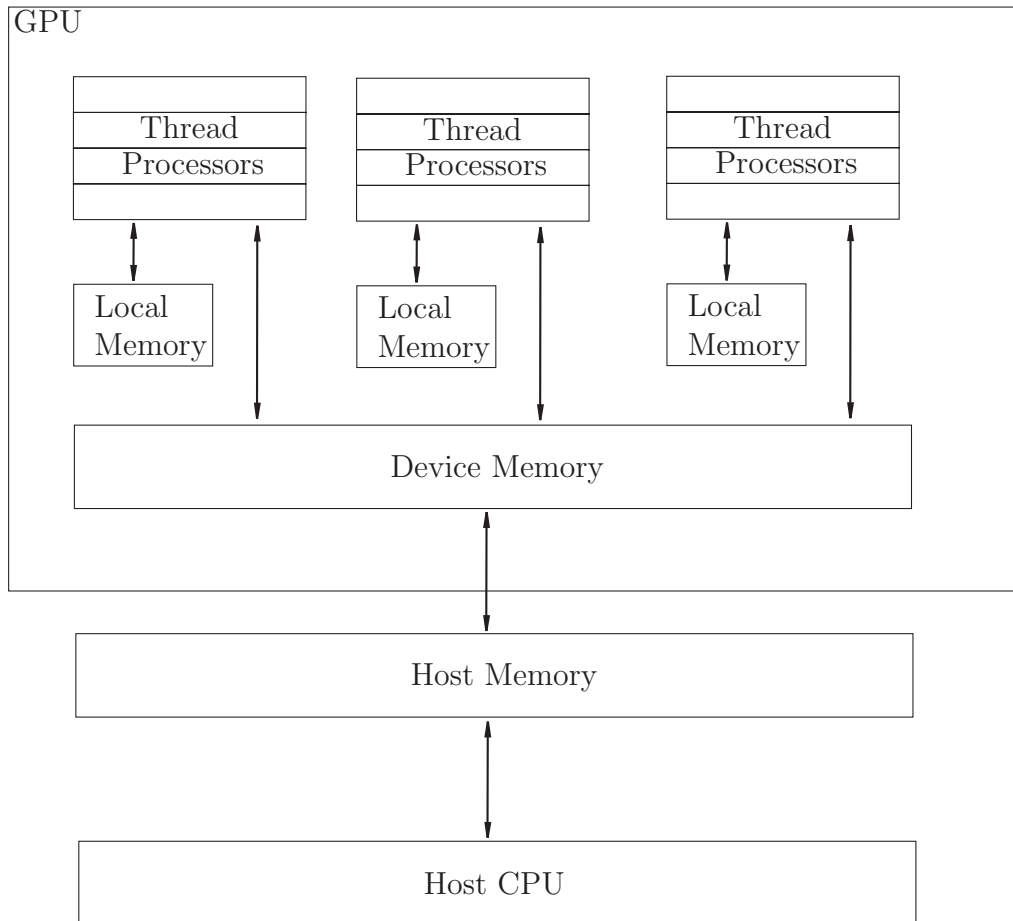 GPU
Thread
Processors
Thread
Processors
Thread
Processors
Local
Memory
Local
Memory
Local
Memory
Device Memory
Host Memory
Host CPU